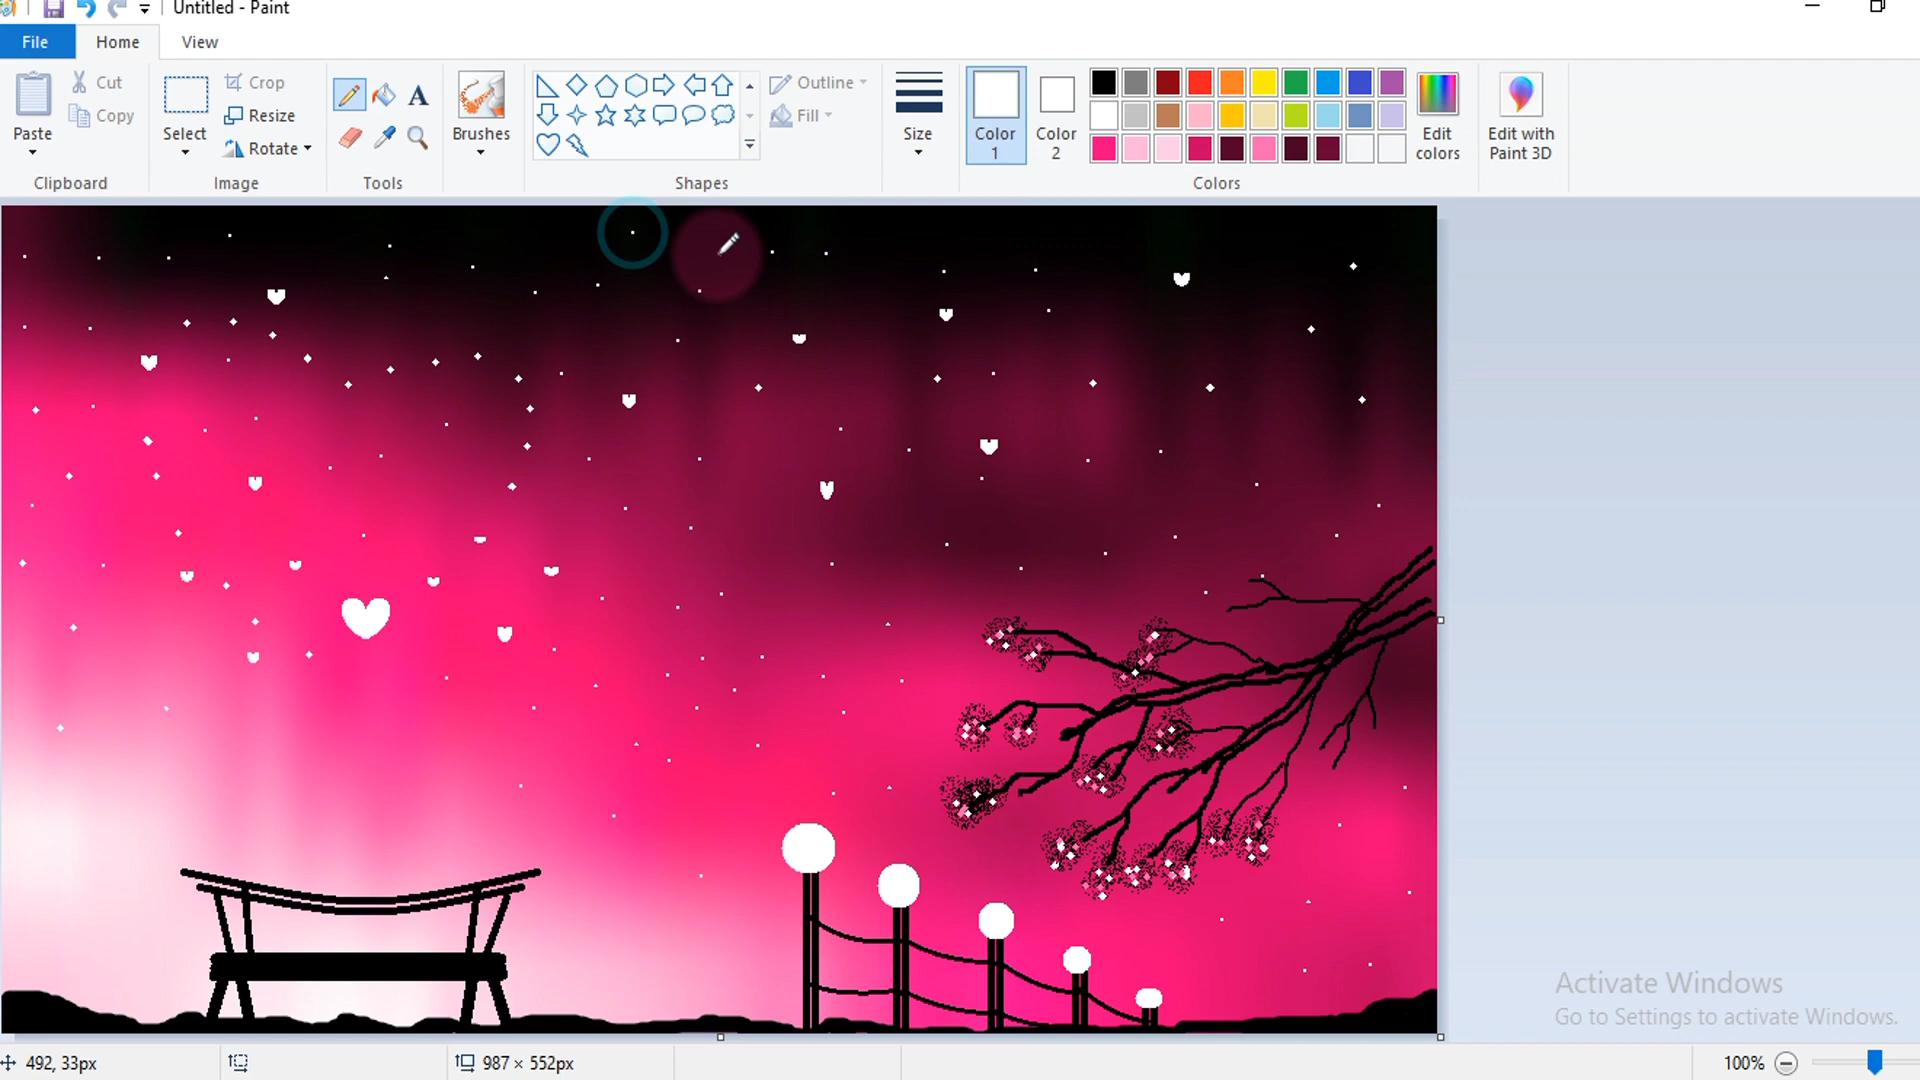 Untitled - Paint
File
Home
View
Cut
Copy
Paste
Clipboard
Select
Crop
Resize
Rotate
Image
A
Tools
Brushes
Outline
Fill
Shapes
Size
Color 1
Color 2
Colors
Edit colors
Edit with Paint 3D
Activate Windows
Go to Settings to activate Windows.
492, 33px
987 × 552px
100%